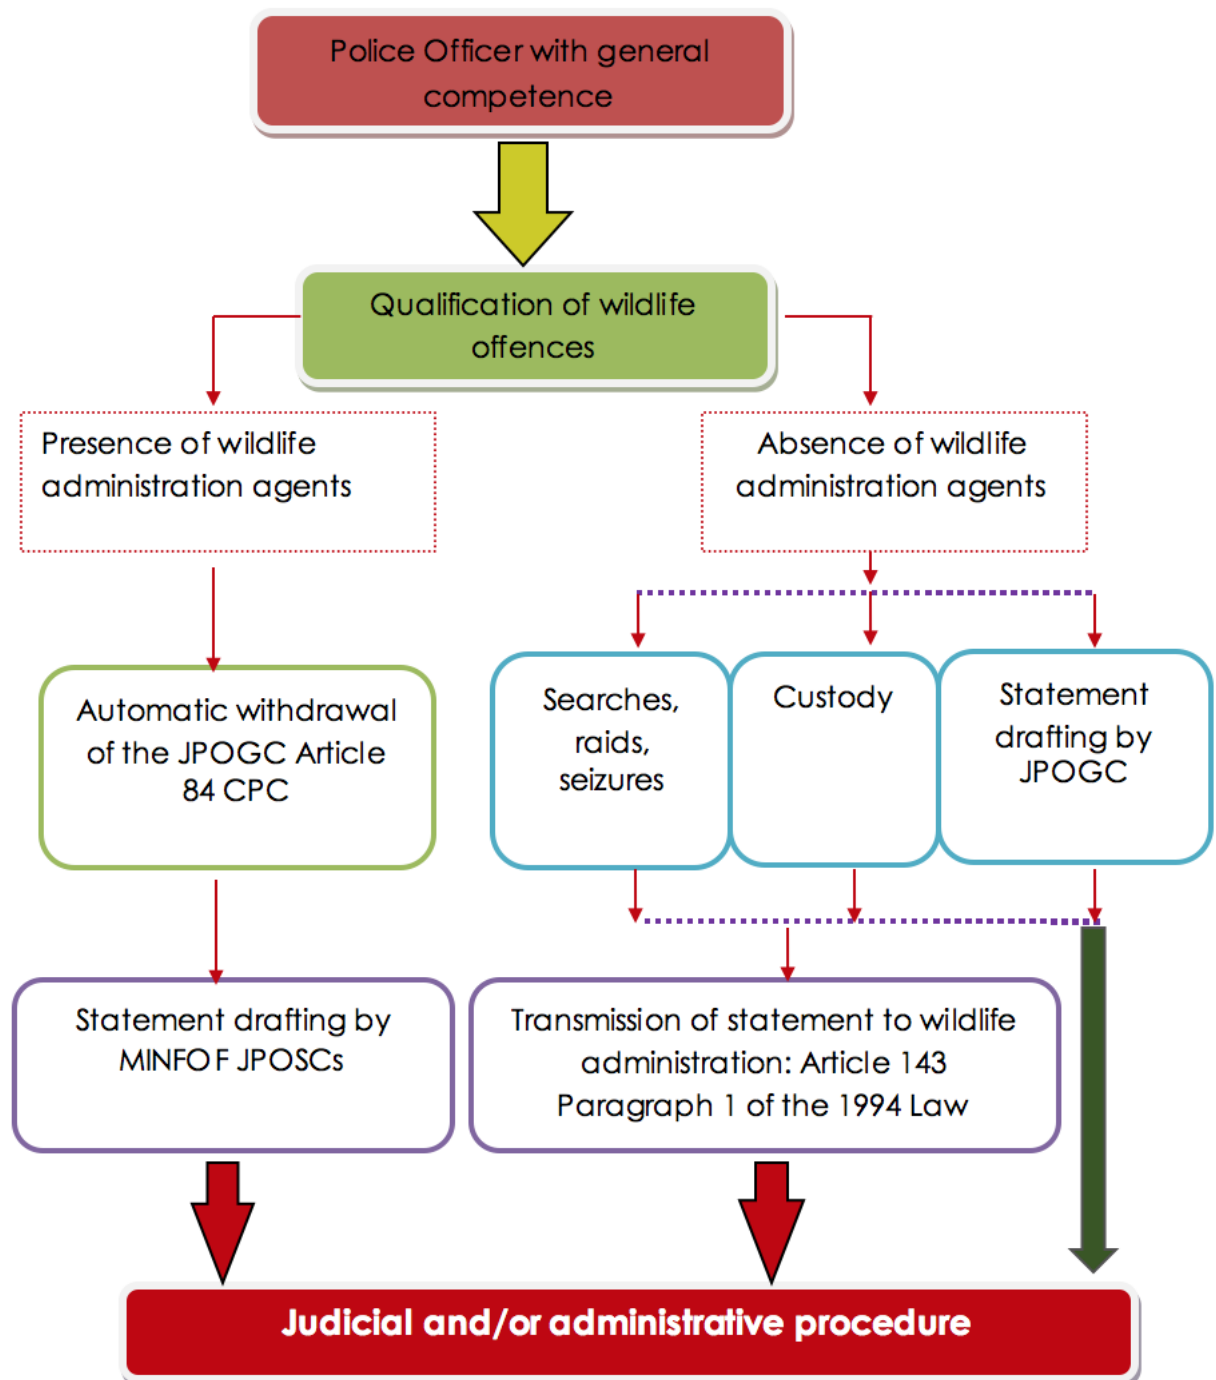 Police Officer with general
competence
Qualification of wildlife
offences
Presence of wildlife
administration agents
Absence of wildlife
administration agents
Automatic withdrawal
of the JPOGC Article
84 CPC
Searches,
raids,
seizures
Custody
Statement
drafting by
JPOGC
Statement drafting by
MINFOF JPOSCs
Transmission of statement to wildlife
administration: Article 143
Paragraph 1 of the 1994 Law
Judicial and/or administrative procedure